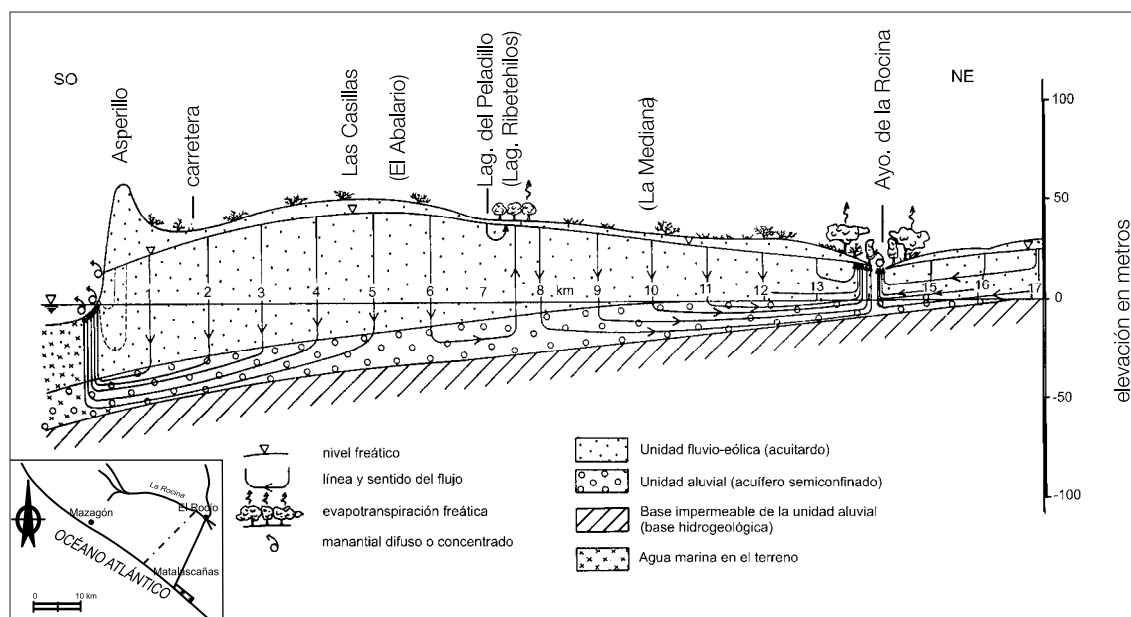 SO
NE
Asperillo
carretera
Las Casillas
(El Abalario)
Lag. del Peladillo
(Lag. Ribetehilos)
(La Mediana)
Ayo. de la Rocina
100
50
0
-50
-100
elevación en metros
2
3
4
5
6
7
km
8
9
10
11
12
13
15
16
17
nivel freático
línea y sentido del flujo
evapotranspiración freática
manantial difuso o concentrado
Unidad fluvio-eólica (acuitardo)
Unidad aluvial (acuífero semiconfinado)
Base impermeable de la unidad aluvial
(base hidrogeológica)
Agua marina en el terreno
La Rocina
El Rocío
Mazagón
OCÉANO ATLÁNTICO
Matalascañas
0
10 km